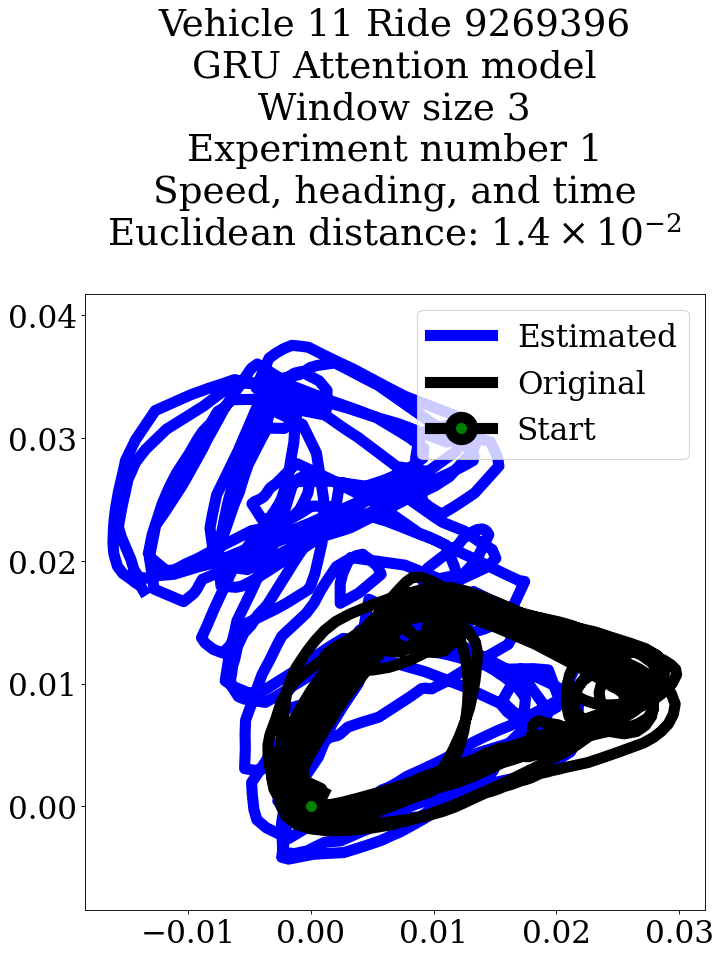 Vehicle 11 Ride 9269396
GRU Attention model
Window size 3
Experiment number 1
Speed, heading, and time
Euclidean distance: 1.4 × 10⁻²
0.04
0.03
0.02
0.01
0.00
Estimated
Original
Start
−0.01 0.00 0.01 0.02 0.03